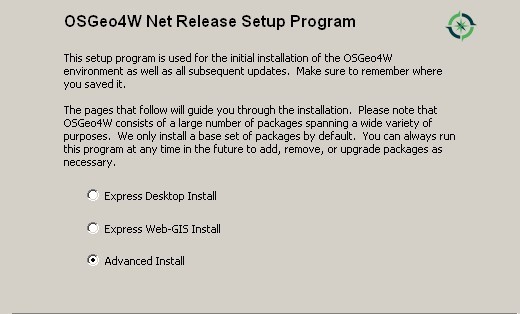 OSGeo4W Net Release Setup Program
This setup program is used for the initial installation of the OSGeo4W
environment as well as all subsequent updates.  Make sure to remember where
you saved it.
The pages that follow will guide you through the installation.  Please note that
OSGeo4W consists of a large number of packages spanning a wide variety of
purposes.  We only install a base set of packages by default.  You can always run
this program at any time in the future to add, remove, or upgrade packages as
necessary.
Express Desktop Install
Express Web-GIS Install
Advanced Install